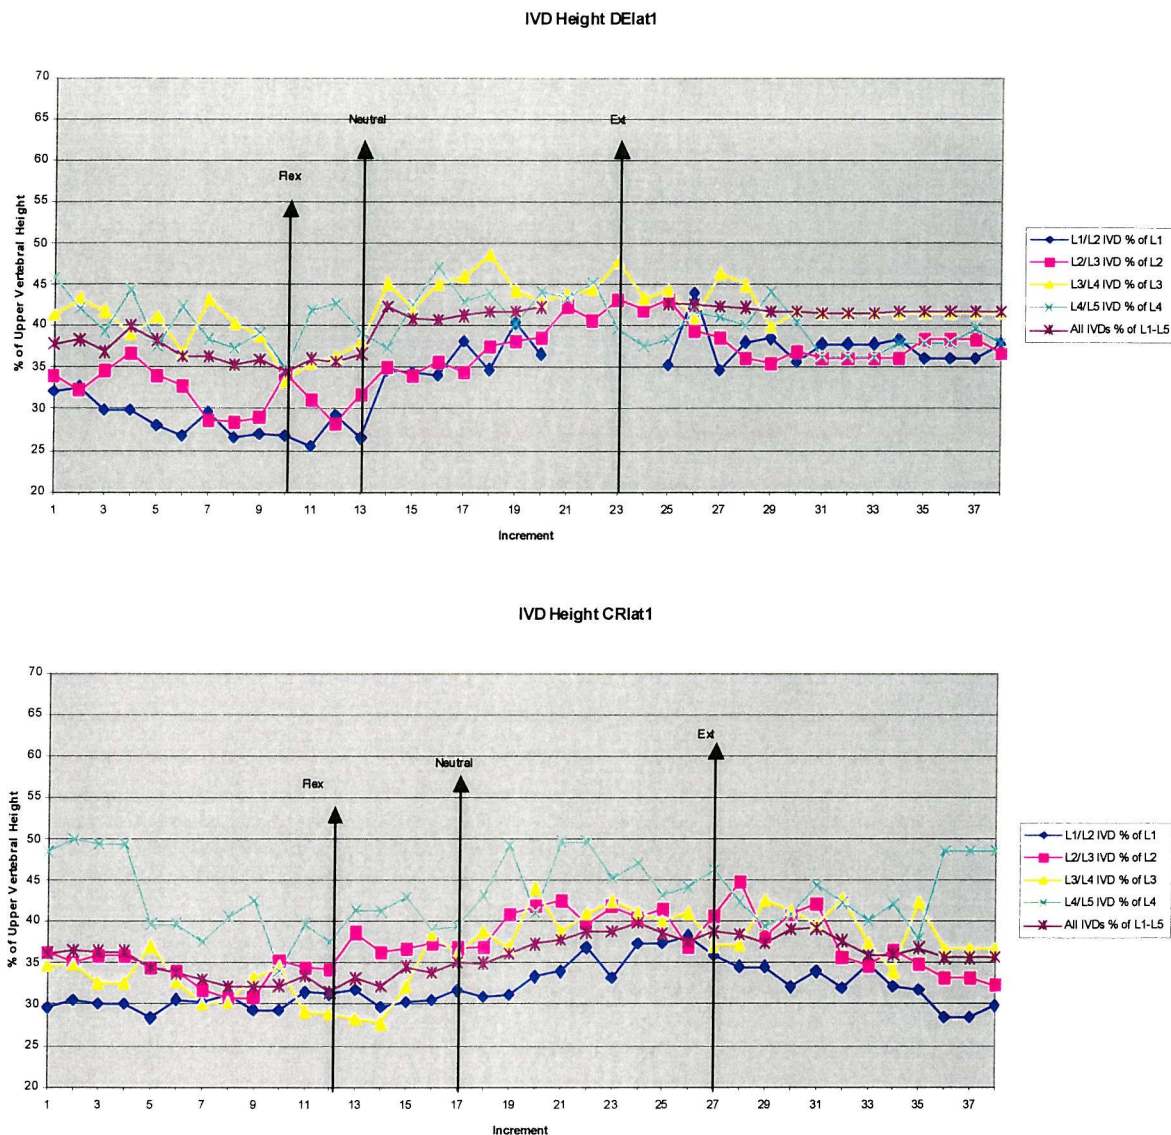 IVD Height DElat1
% of Upper Vertebral Height
70
65
60
55
50
45
40
35
30
25
20
Flex
Neutral
Ext
1 3 5 7 9 11 13 15 17 19 21 23 25 27 29 31 33 35 37
Increment
L1/L2 IVD % of L1
L2/L3 IVD % of L2
L3/L4 IVD % of L3
L4/L5 IVD % of L4
All IVDs % of L1-L5
IVD Height CRlat1
% of Upper Vertebral Height
70
65
60
55
50
45
40
35
30
25
20
Flex
Neutral
Ext
1 3 5 7 9 11 13 15 17 19 21 23 25 27 29 31 33 35 37
Increment
L1/L2 IVD % of L1
L2/L3 IVD % of L2
L3/L4 IVD % of L3
L4/L5 IVD % of L4
All IVDs % of L1-L5